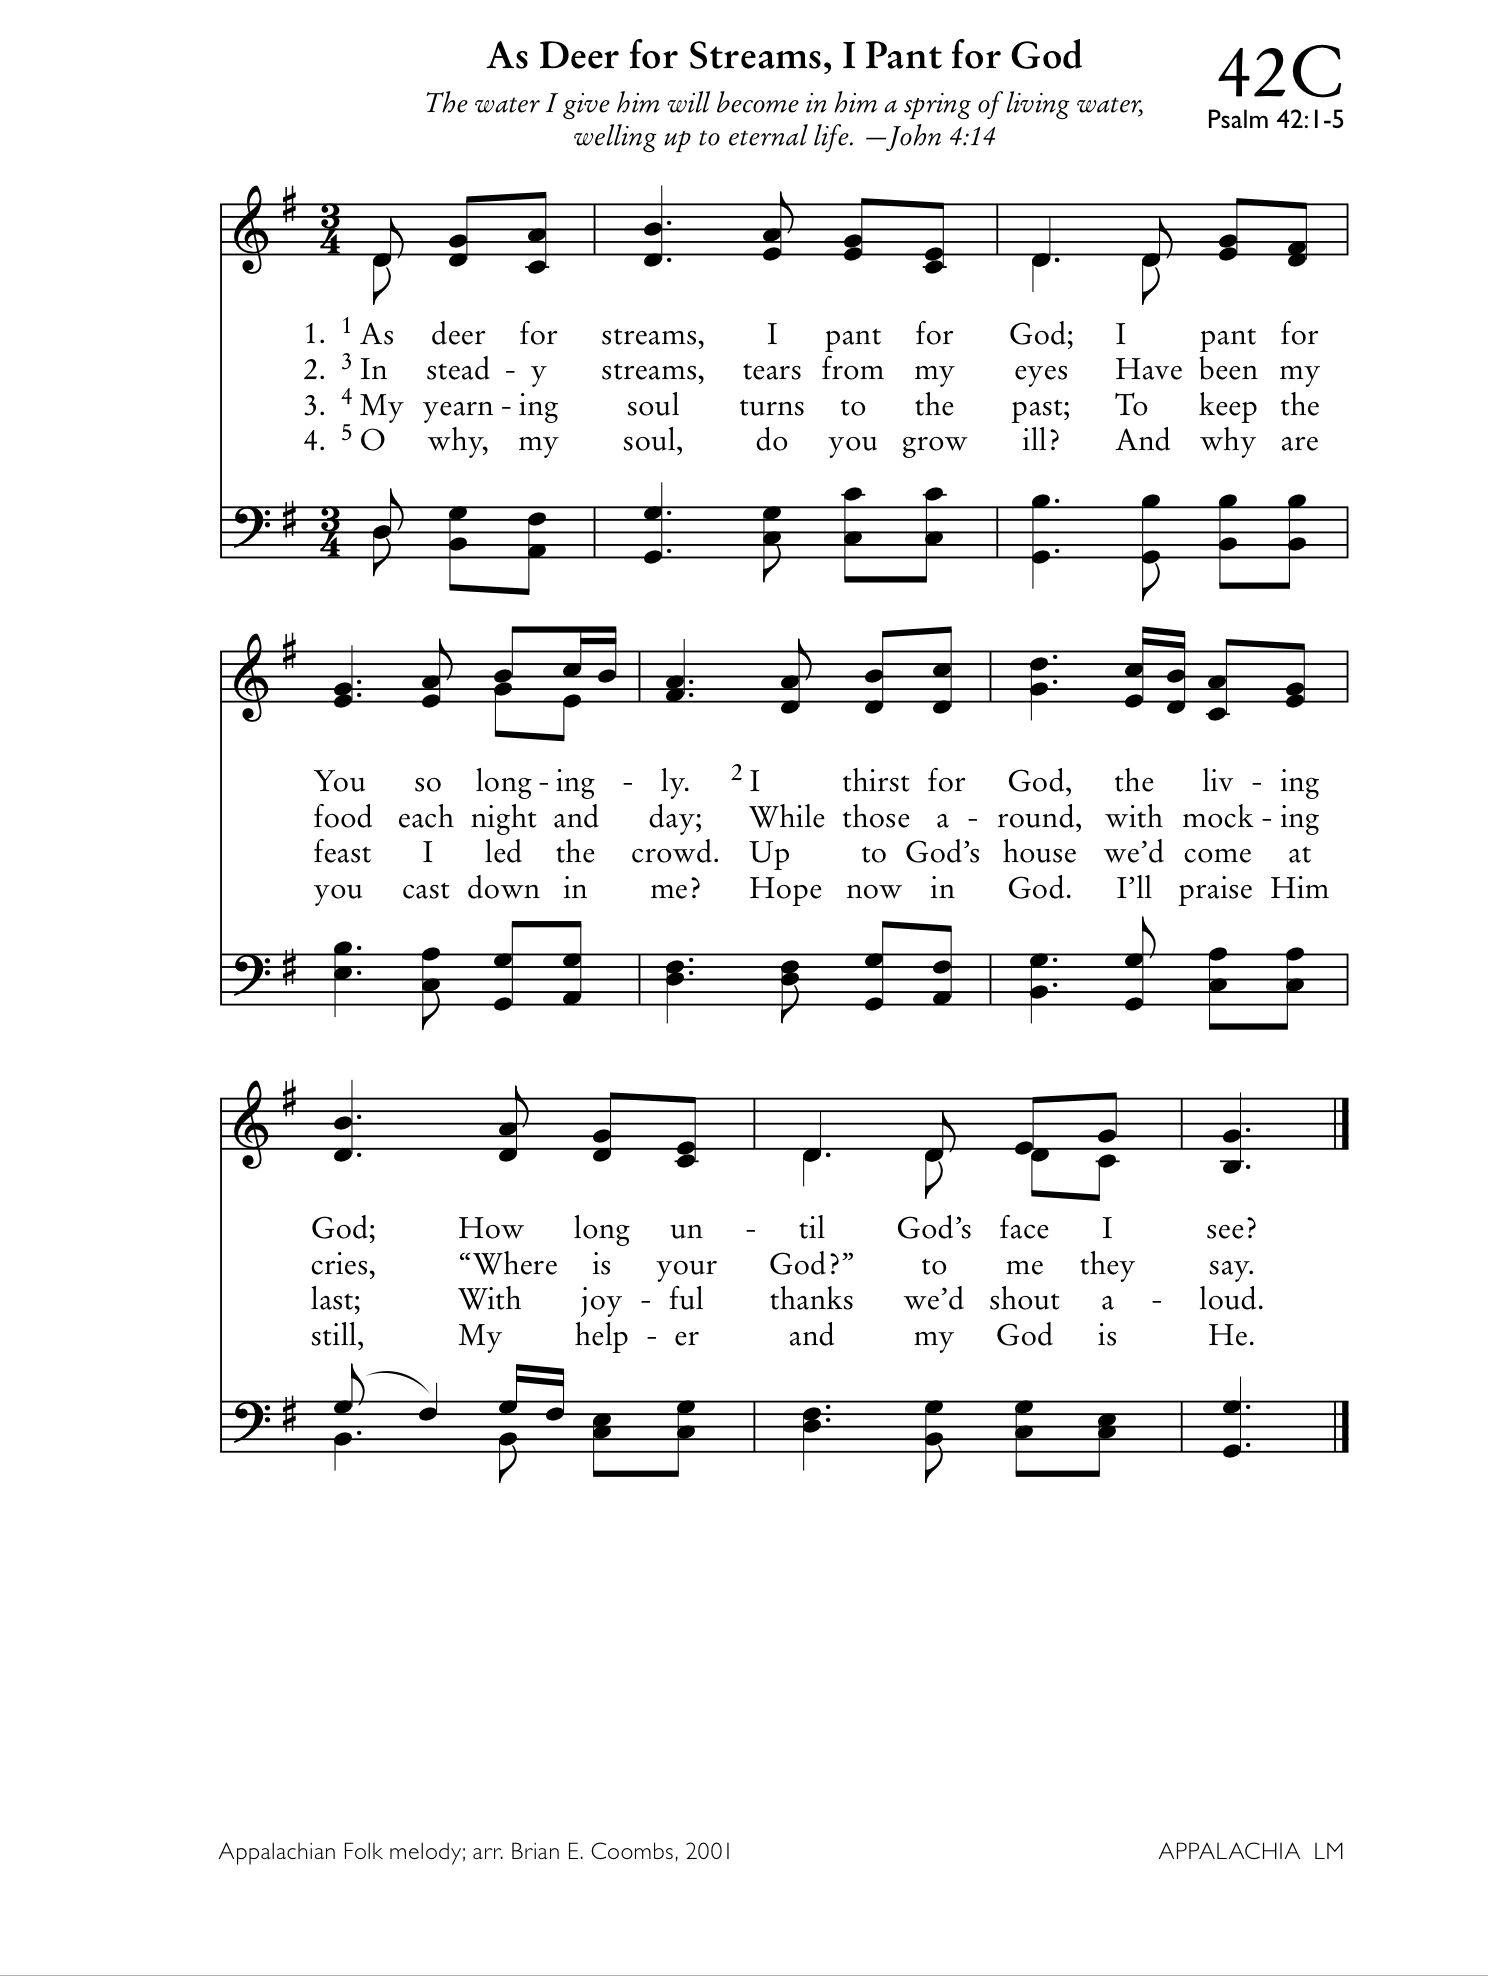 As Deer for Streams, I Pant for God
42C
The water I give him will become in him a spring of living water,
welling up to eternal life. —John 4:14
Psalm 42:1-5
3
4
1. 1 As deer for streams, I pant for God; I pant for
2. 3 In stead - y streams, tears from my eyes Have been my
3. 4 My yearn - ing soul turns to the past; To keep the
4. 5 O why, my soul, do you grow ill? And why are
3
4
You so long - ing - ly. 2 I thirst for God, the liv - ing
food each night and day; While those a - round, with mock - ing
feast I led the crowd. Up to God’s house we’d come at
you cast down in me? Hope now in God. I’ll praise Him
God; How long un - til God’s face I see?
cries, “Where is your God?” to me they say.
last; With joy - ful thanks we’d shout a - loud.
still, My help - er and my God is He.
Appalachian Folk melody; arr. Brian E. Coombs, 2001
APPALACHIA LM